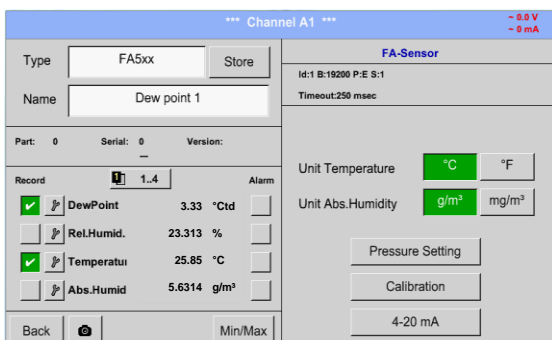 *** Channel A1 ***
~ 0.0 V
~ 0 mA
Type
FA5xx
Store
Name
Dew point 1
Part: 0 Serial: 0 Version:
_
Record
1 1..4
Alarm
DewPoint 3.33 °Ctd
Rel.Humid. 23.313 %
Temperatur 25.85 °C
Abs.Humid 5.6314 g/m³
Back
Min/Max
FA-Sensor
Id:1 B:19200 P:E S:1
Timeout:250 msec
Unit Temperature °C °F
Unit Abs.Humidity g/m³ mg/m³
Pressure Setting
Calibration
4-20 mA